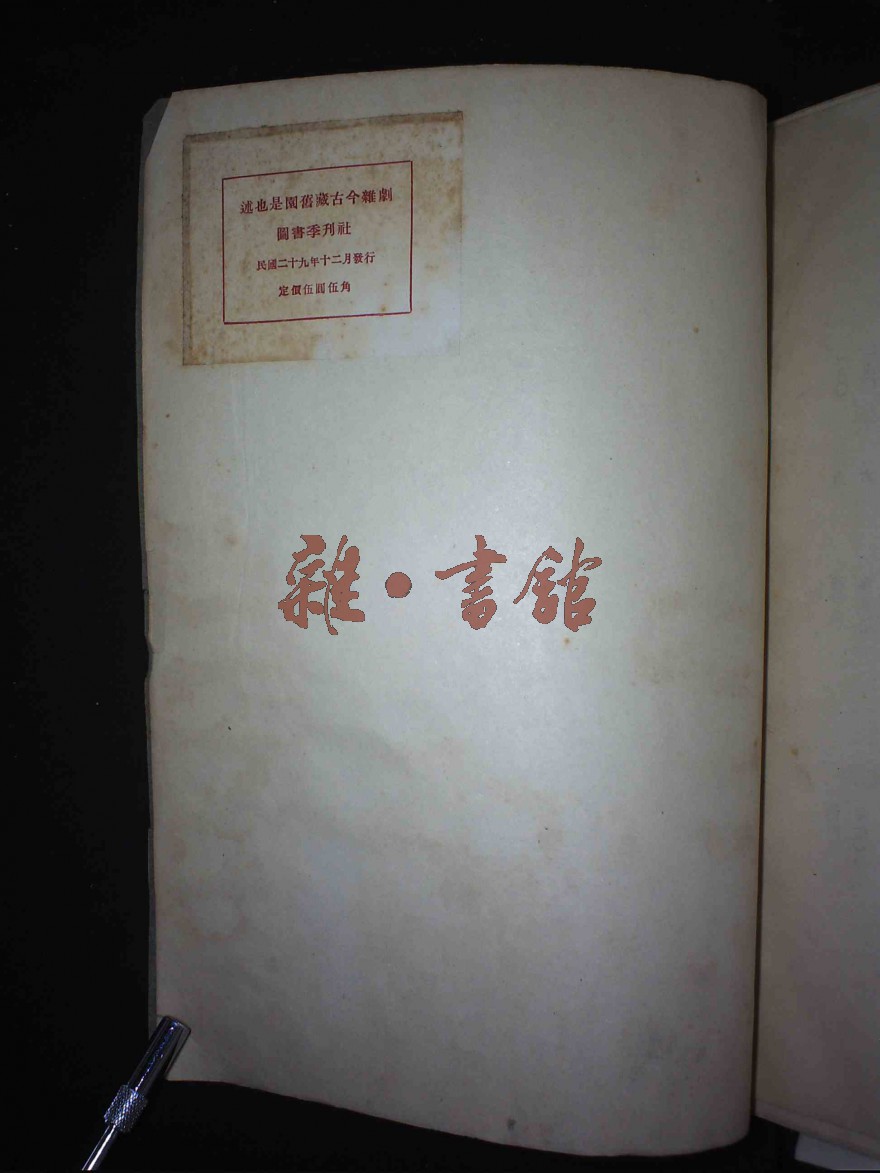 述也是園舊藏古今雜劇
圖書季刊社
民國二十九年十二月發行
定價伍圓伍角
雜·書館